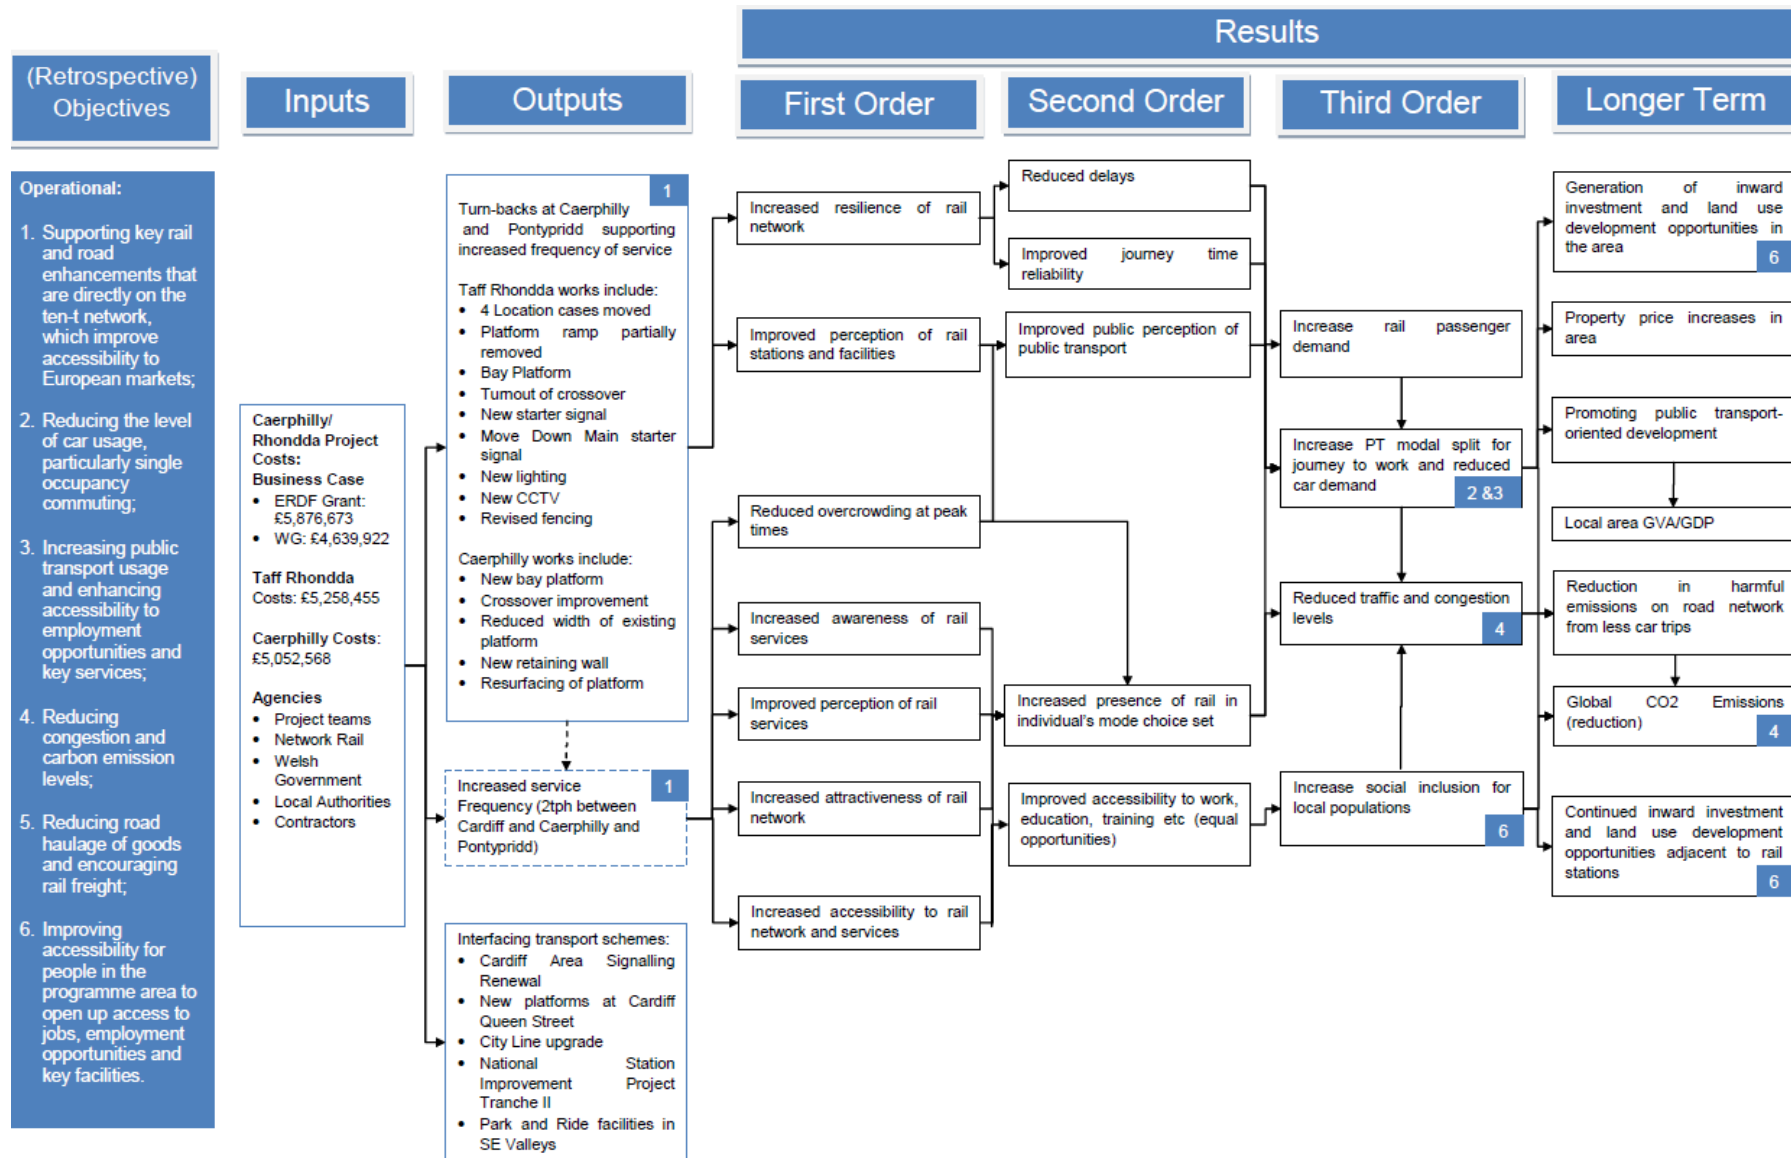 Results
(Retrospective)
Objectives
Inputs
Outputs
First Order
Second Order
Third Order
Longer Term
Operational:
1. Supporting key rail
and road
enhancements that
are directly on the
ten-t network,
which improve
accessibility to
European markets;
2. Reducing the level
of car usage,
particularly single
occupancy
commuting;
3. Increasing public
transport usage
and enhancing
accessibility to
employment
opportunities and
key services;
4. Reducing
congestion and
carbon emission
levels;
5. Reducing road
haulage of goods
and encouraging
rail freight;
6. Improving
accessibility for
people in the
programme area to
open up access to
jobs, employment
opportunities and
key facilities.
Caerphilly/
Rhondda Project
Costs:
Business Case
• ERDF Grant:
£5,876,673
• WG: £4,639,922
Taff Rhondda
Costs: £5,258,455
Caerphilly Costs:
£5,052,568
Agencies
• Project teams
• Network Rail
• Welsh
Government
• Local Authorities
• Contractors
1
Turn-backs at Caerphilly
and Pontypridd supporting
increased frequency of service
Taff Rhondda works include:
• 4 Location cases moved
• Platform ramp partially
removed
• Bay Platform
• Turnout of crossover
• New starter signal
• Move Down Main starter
signal
• New lighting
• New CCTV
• Revised fencing
Caerphilly works include:
• New bay platform
• Crossover improvement
• Reduced width of existing
platform
• New retaining wall
• Resurfacing of platform
Increased service
1
Frequency (2tph between
Cardiff and Caerphilly and
Pontypridd)
Interfacing transport schemes:
• Cardiff Area Signalling
Renewal
• New platforms at Cardiff
Queen Street
• City Line upgrade
• National Station
Improvement Project
Tranche II
• Park and Ride facilities in
SE Valleys
Increased resilience of rail
network
Improved perception of rail
stations and facilities
Reduced overcrowding at peak
times
Increased awareness of rail
services
Improved perception of rail
services
Increased attractiveness of rail
network
Increased accessibility to rail
network and services
Reduced delays
Improved journey time
reliability
Improved public perception of
public transport
Increased presence of rail in
individual's mode choice set
Improved accessibility to work,
education, training etc (equal
opportunities)
Increase rail passenger
demand
Increase PT modal split for
journey to work and reduced
car demand
2 &3
Reduced traffic and congestion
levels
4
Increase social inclusion for
local populations
6
Generation of inward
investment and land use
development opportunities in
the area
6
Property price increases in
area
Promoting public transport-
oriented development
Local area GVA/GDP
Reduction in harmful
emissions on road network
from less car trips
Global CO2 Emissions
(reduction)
4
Continued inward investment
and land use development
opportunities adjacent to rail
stations
6